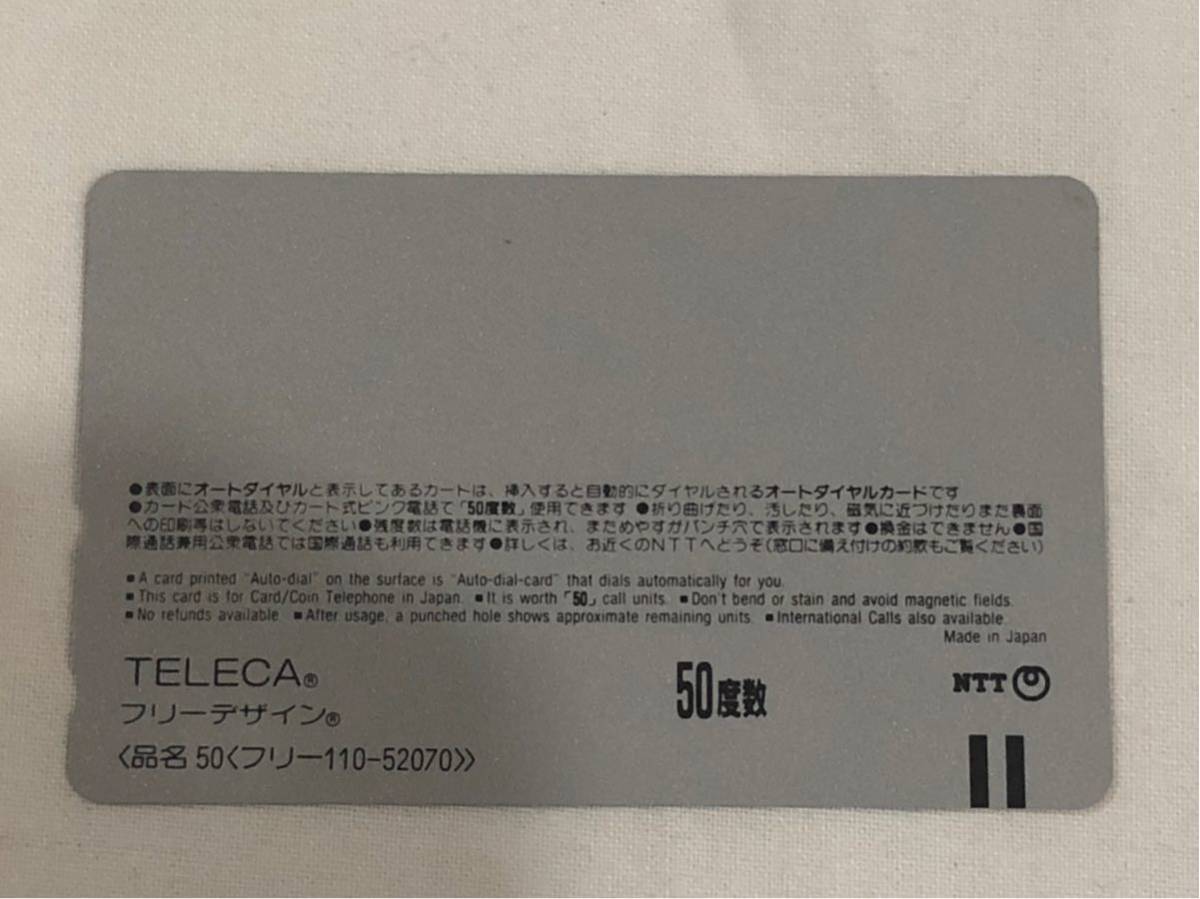 ●表面にオートダイヤルと表示してあるカードは、挿入すると自動的にダイヤルされるオートダイヤルカードです
●カード公衆電話及びカード式ピンク電話で「50度数」使用できます ●折り曲げたり、汚したり、磁気に近づけたりまた裏面
への印刷等はしないでください●残度数は電話機に表示され、まためやすがパンチ穴で表示されます●換金はできません●国
際通話兼用公衆電話では国際通話も利用できます●詳しくは、お近くのNTTへどうぞ(窓口に備え付けの約款もご覧ください)
■A card printed "Auto-dial" on the surface is "Auto-dial-card" that dials automatically for you.
■This card is for Card/Coin Telephone in Japan. ■It is worth「50」call units. ■Don't bend or stain and avoid magnetic fields.
■No refunds available. ■After usage, a punched hole shows approximate remaining units. ■International Calls also available.
Made in Japan
TELECA®
フリーデザイン®
〈品名 50〈フリー110-52070〉〉
50度数
NTT